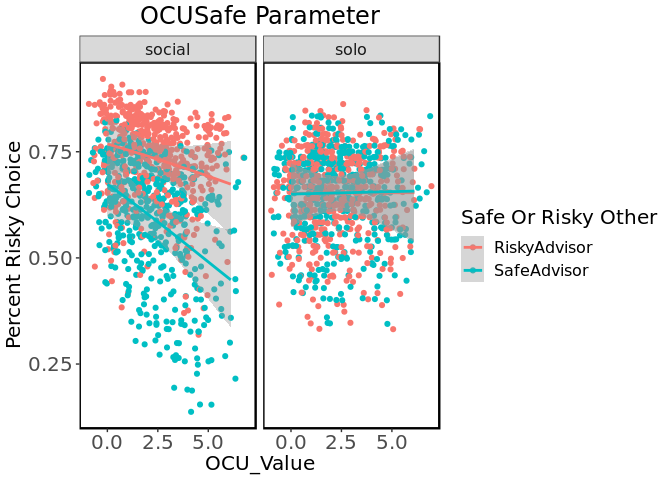 OCUSafe Parameter
social
solo
Percent Risky Choice
0.75
0.50
0.25
0.0
2.5
5.0
0.0
2.5
5.0
OCU_Value
Safe Or Risky Other
RiskyAdvisor
SafeAdvisor